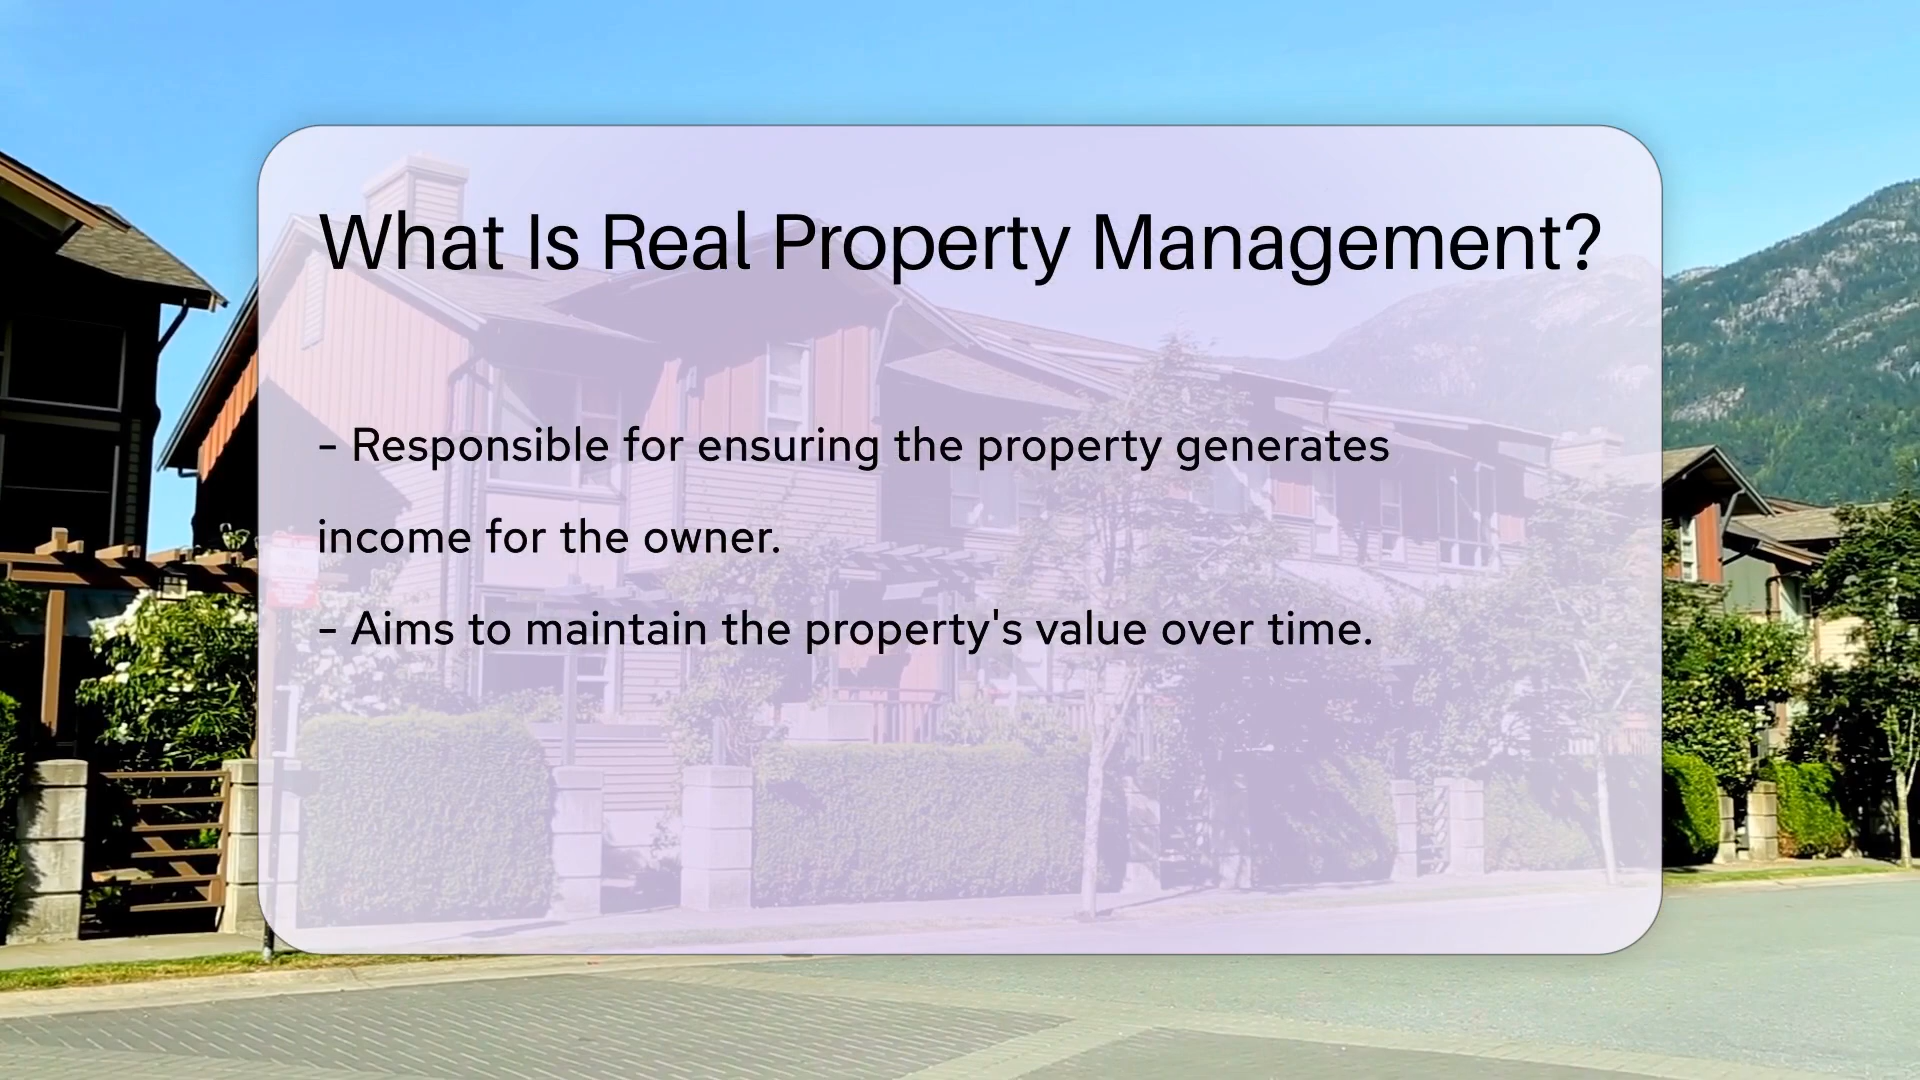 What Is Real Property Management?
- Responsible for ensuring the property generates
income for the owner.
- Aims to maintain the property's value over time.